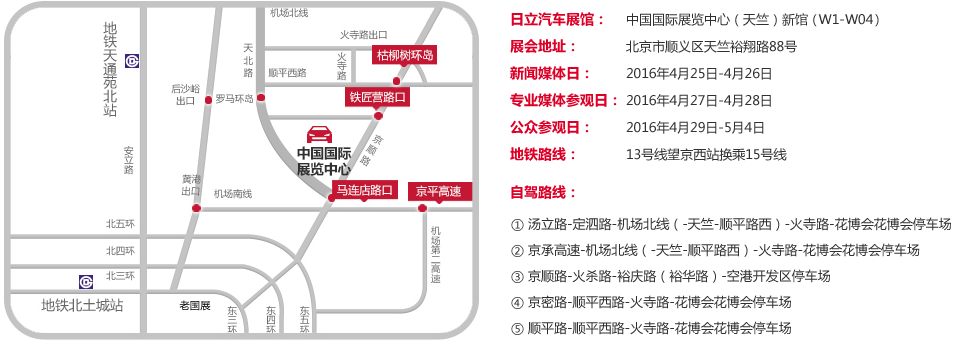 机场北线
火寺路出口
枯柳树环岛
地铁天通苑北站
天北路
火寺路
顺平西路
后沙峪
出口
罗马环岛
铁匠营路口
中国国际
展览中心
京顺路
安立路
黄港
出口
机场南线
马连店路口
京平高速
北五环
北四环
北三环
机场第二高速
地铁北土城站
老国展
东三环
东四环
东五环
日立汽车展馆： 中国国际展览中心（天竺）新馆（W1-W04）
展会地址： 北京市顺义区天竺裕翔路88号
新闻媒体日： 2016年4月25日-4月26日
专业媒体参观日： 2016年4月27日-4月28日
公众参观日： 2016年4月29日-5月4日
地铁路线： 13号线望京西站换乘15号线
自驾路线：
① 汤立路-定泗路-机场北线（-天竺-顺平路西）-火寺路-花博会花博会停车场
② 京承高速-机场北线（-天竺-顺平路西）-火寺路-花博会花博会停车场
③ 京顺路-火杀路-裕庆路（裕华路）-空港开发区停车场
④ 京密路-顺平西路-火寺路-花博会花博会停车场
⑤ 顺平路-顺平西路-火寺路-花博会花博会停车场